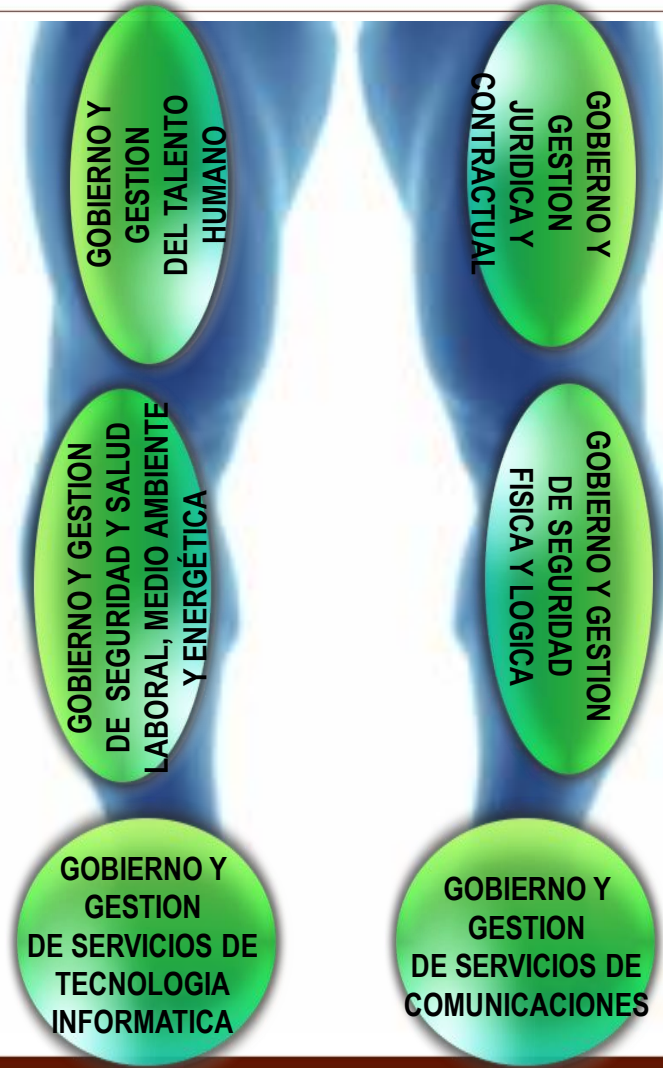 GOBIERNO Y
GESTION
DEL TALENTO
HUMANO
GOBIERNO Y
GESTION
JURIDICA Y
CONTRACTUAL
GOBIERNO Y GESTION
DE SEGURIDAD Y SALUD
LABORAL, MEDIO AMBIENTE
Y ENERGÉTICA
GOBIERNO Y GESTION
DE SEGURIDAD
FISICA Y LOGICA
GOBIERNO Y
GESTION
DE SERVICIOS DE
TECNOLOGIA
INFORMATICA
GOBIERNO Y
GESTION
DE SERVICIOS DE
COMUNICACIONES